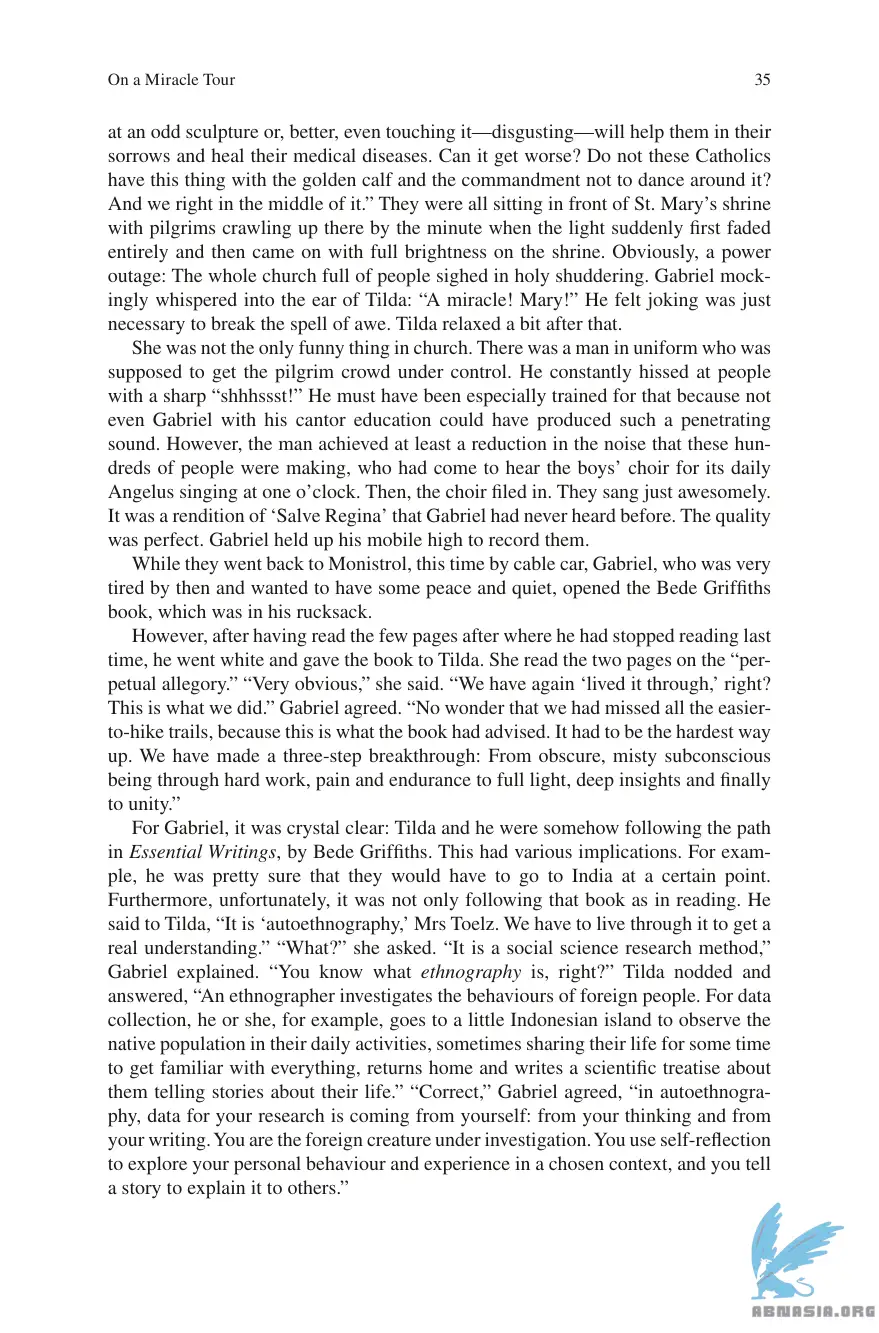 On a Miracle Tour 35
at an odd sculpture or, better, even touching it—disgusting—will help them in their
sorrows and heal their medical diseases. Can it get worse? Do not these Catholics
have this thing with the golden calf and the commandment not to dance around it?
And we right in the middle of it.” They were all sitting in front of St. Mary’s shrine
with pilgrims crawling up there by the minute when the light suddenly first faded
entirely and then came on with full brightness on the shrine. Obviously, a power
outage: The whole church full of people sighed in holy shuddering. Gabriel mock-
ingly whispered into the ear of Tilda: “A miracle! Mary!” He felt joking was just
necessary to break the spell of awe. Tilda relaxed a bit after that.
She was not the only funny thing in church. There was a man in uniform who was
supposed to get the pilgrim crowd under control. He constantly hissed at people
with a sharp “shhhssst!” He must have been especially trained for that because not
even Gabriel with his cantor education could have produced such a penetrating
sound. However, the man achieved at least a reduction in the noise that these hun-
dreds of people were making, who had come to hear the boys’ choir for its daily
Angelus singing at one o’clock. Then, the choir filed in. They sang just awesomely.
It was a rendition of ‘Salve Regina’ that Gabriel had never heard before. The quality
was perfect. Gabriel held up his mobile high to record them.
While they went back to Monistrol, this time by cable car, Gabriel, who was very
tired by then and wanted to have some peace and quiet, opened the Bede Griffiths
book, which was in his rucksack.
However, after having read the few pages after where he had stopped reading last
time, he went white and gave the book to Tilda. She read the two pages on the “per-
petual allegory.” “Very obvious,” she said. “We have again ‘lived it through,’ right?
This is what we did.” Gabriel agreed. “No wonder that we had missed all the easier-
to-hike trails, because this is what the book had advised. It had to be the hardest way
up. We have made a three-step breakthrough: From obscure, misty subconscious
being through hard work, pain and endurance to full light, deep insights and finally
to unity.”
For Gabriel, it was crystal clear: Tilda and he were somehow following the path
in Essential Writings, by Bede Griffiths. This had various implications. For exam-
ple, he was pretty sure that they would have to go to India at a certain point.
Furthermore, unfortunately, it was not only following that book as in reading. He
said to Tilda, “It is ‘autoethnography,’ Mrs Toelz. We have to live through it to get a
real understanding.” “What?” she asked. “It is a social science research method,”
Gabriel explained. “You know what ethnography is, right?” Tilda nodded and
answered, “An ethnographer investigates the behaviours of foreign people. For data
collection, he or she, for example, goes to a little Indonesian island to observe the
native population in their daily activities, sometimes sharing their life for some time
to get familiar with everything, returns home and writes a scientific treatise about
them telling stories about their life.” “Correct,” Gabriel agreed, “in autoethnogra-
phy, data for your research is coming from yourself: from your thinking and from
your writing. You are the foreign creature under investigation. You use self-reflection
to explore your personal behaviour and experience in a chosen context, and you tell
a story to explain it to others.”
ABNASIA.ORG